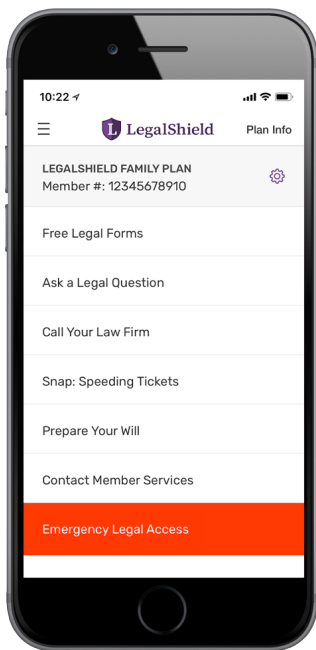 10:22
LegalShield
Plan Info
LEGALSHIELD FAMILY PLAN
Member #: 12345678910
Free Legal Forms
Ask a Legal Question
Call Your Law Firm
Snap: Speeding Tickets
Prepare Your Will
Contact Member Services
Emergency Legal Access